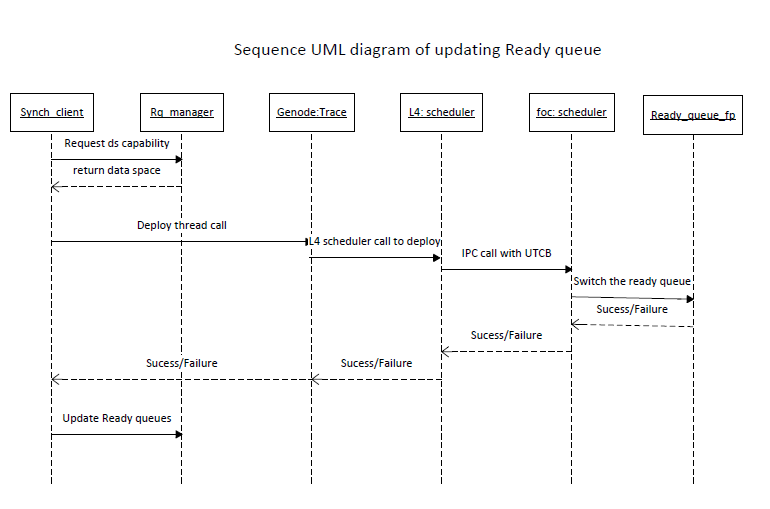 Sequence UML diagram of updating Ready queue
Synch_client
Rq_manager
Genode:Trace
L4: scheduler
foc: scheduler
Ready_queue_fp
Request ds capability
return data space
Deploy thread call
L4 scheduler call to deploy
IPC call with UTCB
Switch the ready queue
Sucess/Failure
Sucess/Failure
Sucess/Failure
Sucess/Failure
Update Ready queues